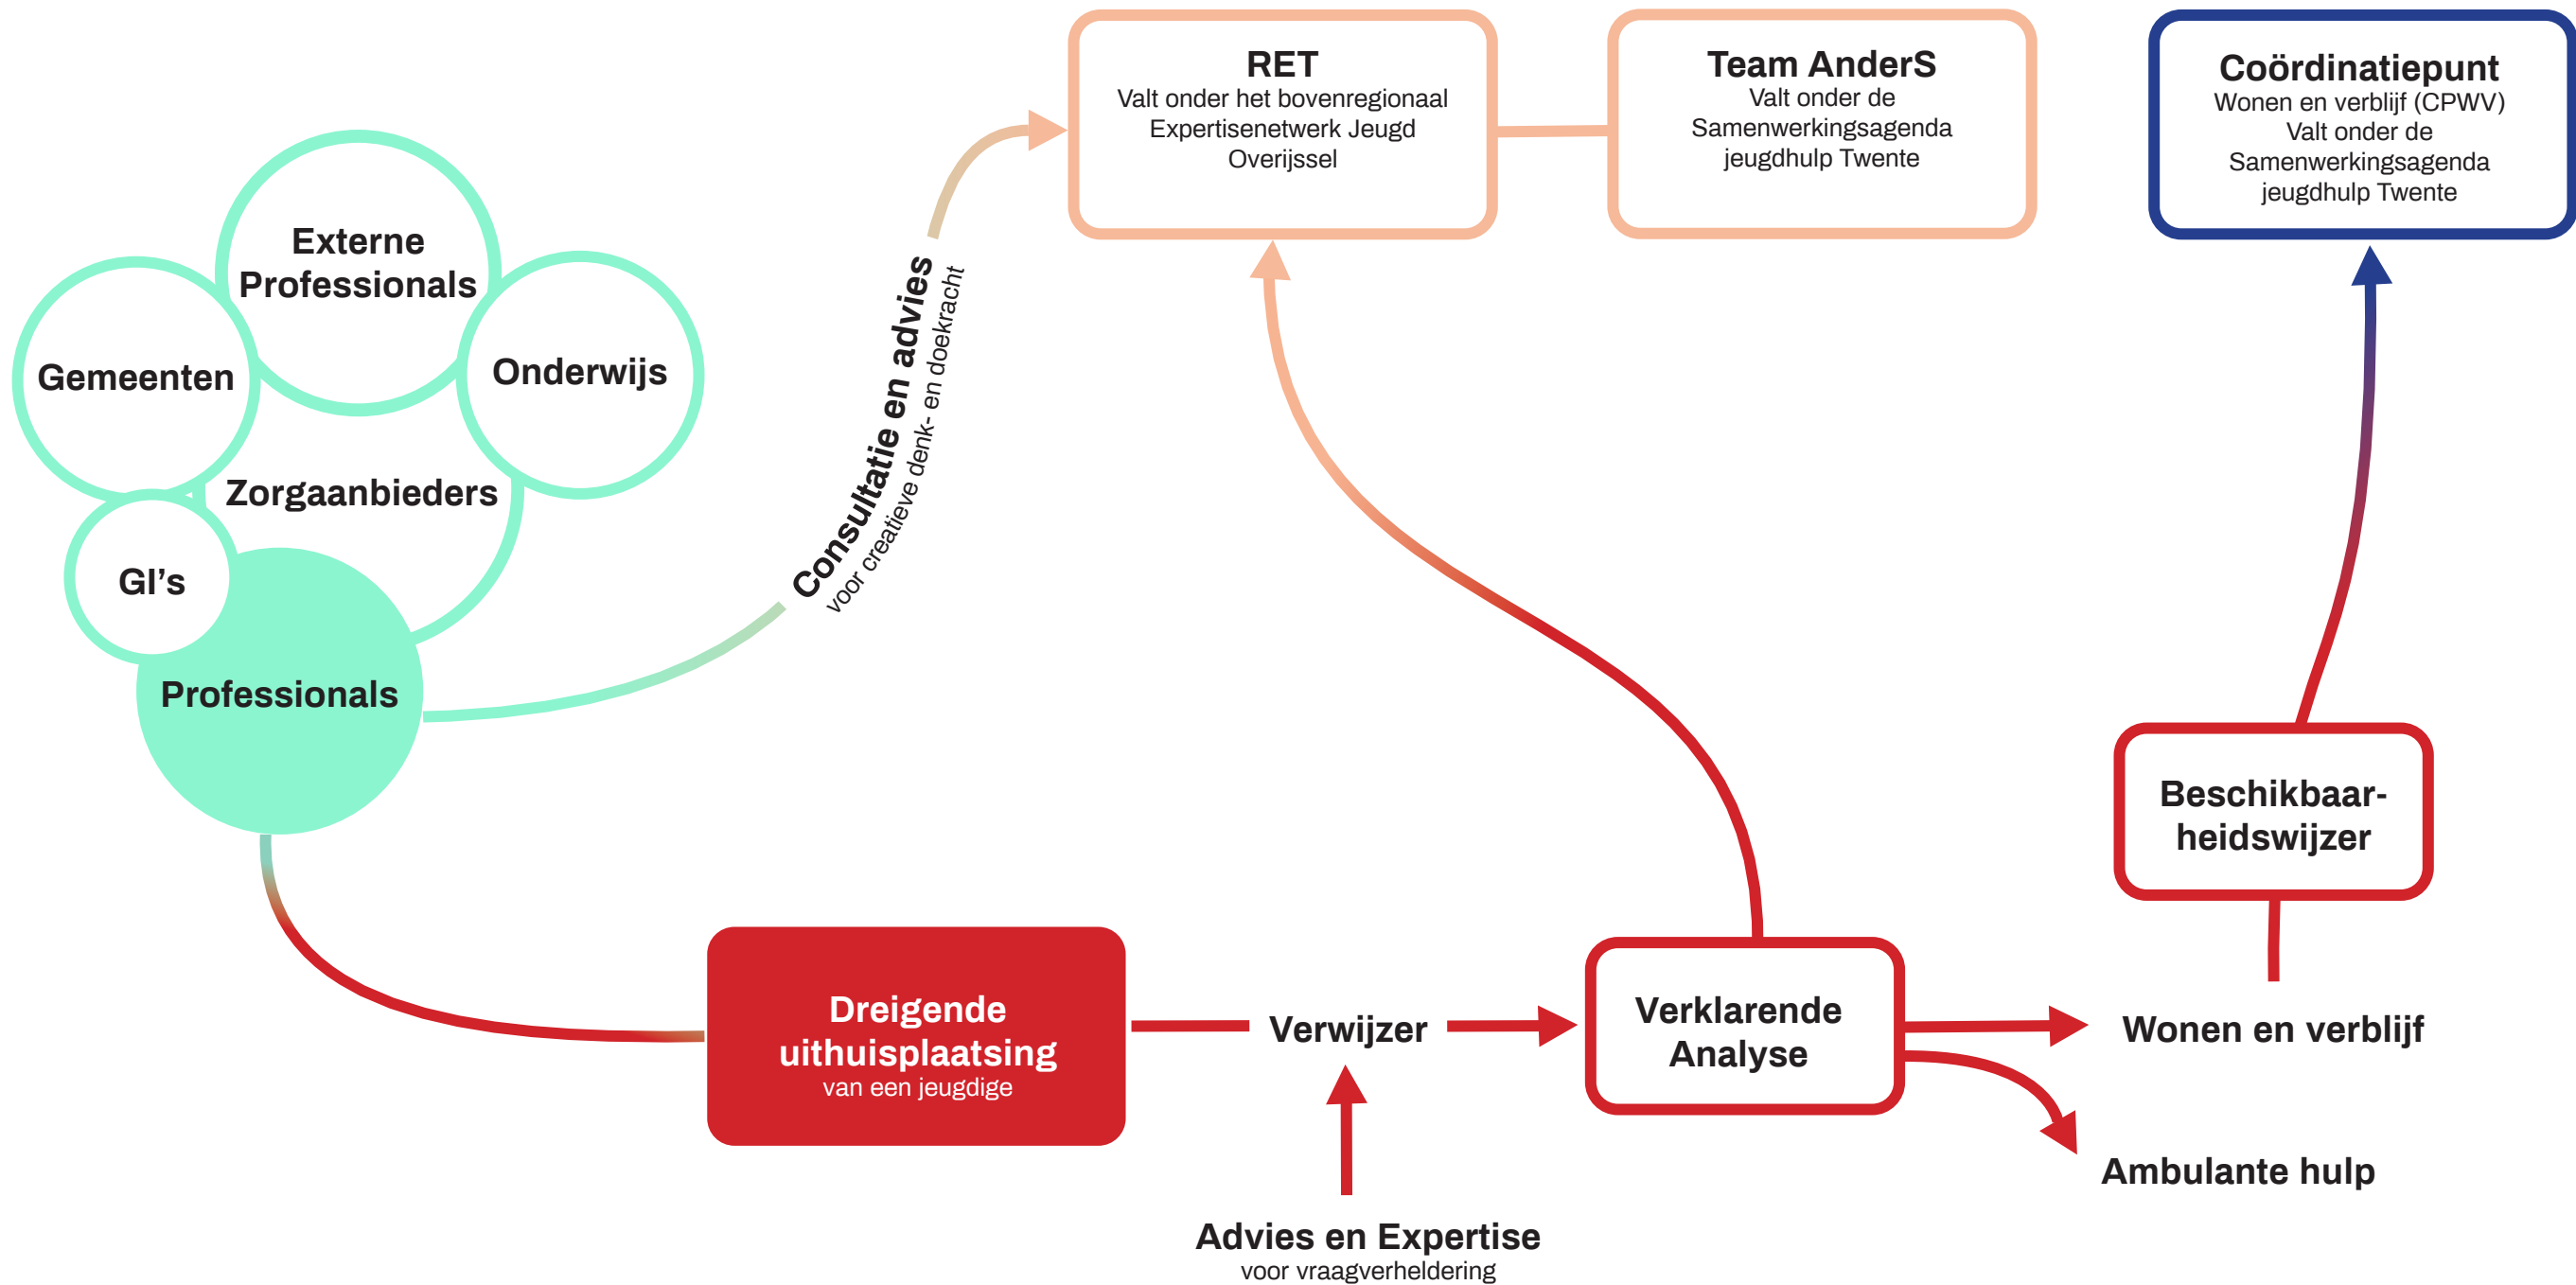 RET
Valt onder het bovenregionaal
Expertisenetwerk Jeugd
Overijssel
Team AnderS
Valt onder de
Samenwerkingsagenda
jeugdhulp Twente
Coördinatiepunt
Wonen en verblijf (CPWV)
Valt onder de
Samenwerkingsagenda
jeugdhulp Twente
Externe
Professionals
Gemeenten
Onderwijs
Zorgaanbieders
GI's
Professionals
Consultatie en advies
voor creatieve denk- en doekracht
Beschikbaar-
heidswijzer
Dreigende
uithuisplaatsing
van een jeugdige
Verwijzer
Verklarende
Analyse
Wonen en verblijf
Ambulante hulp
Advies en Expertise
voor vraagverheldering